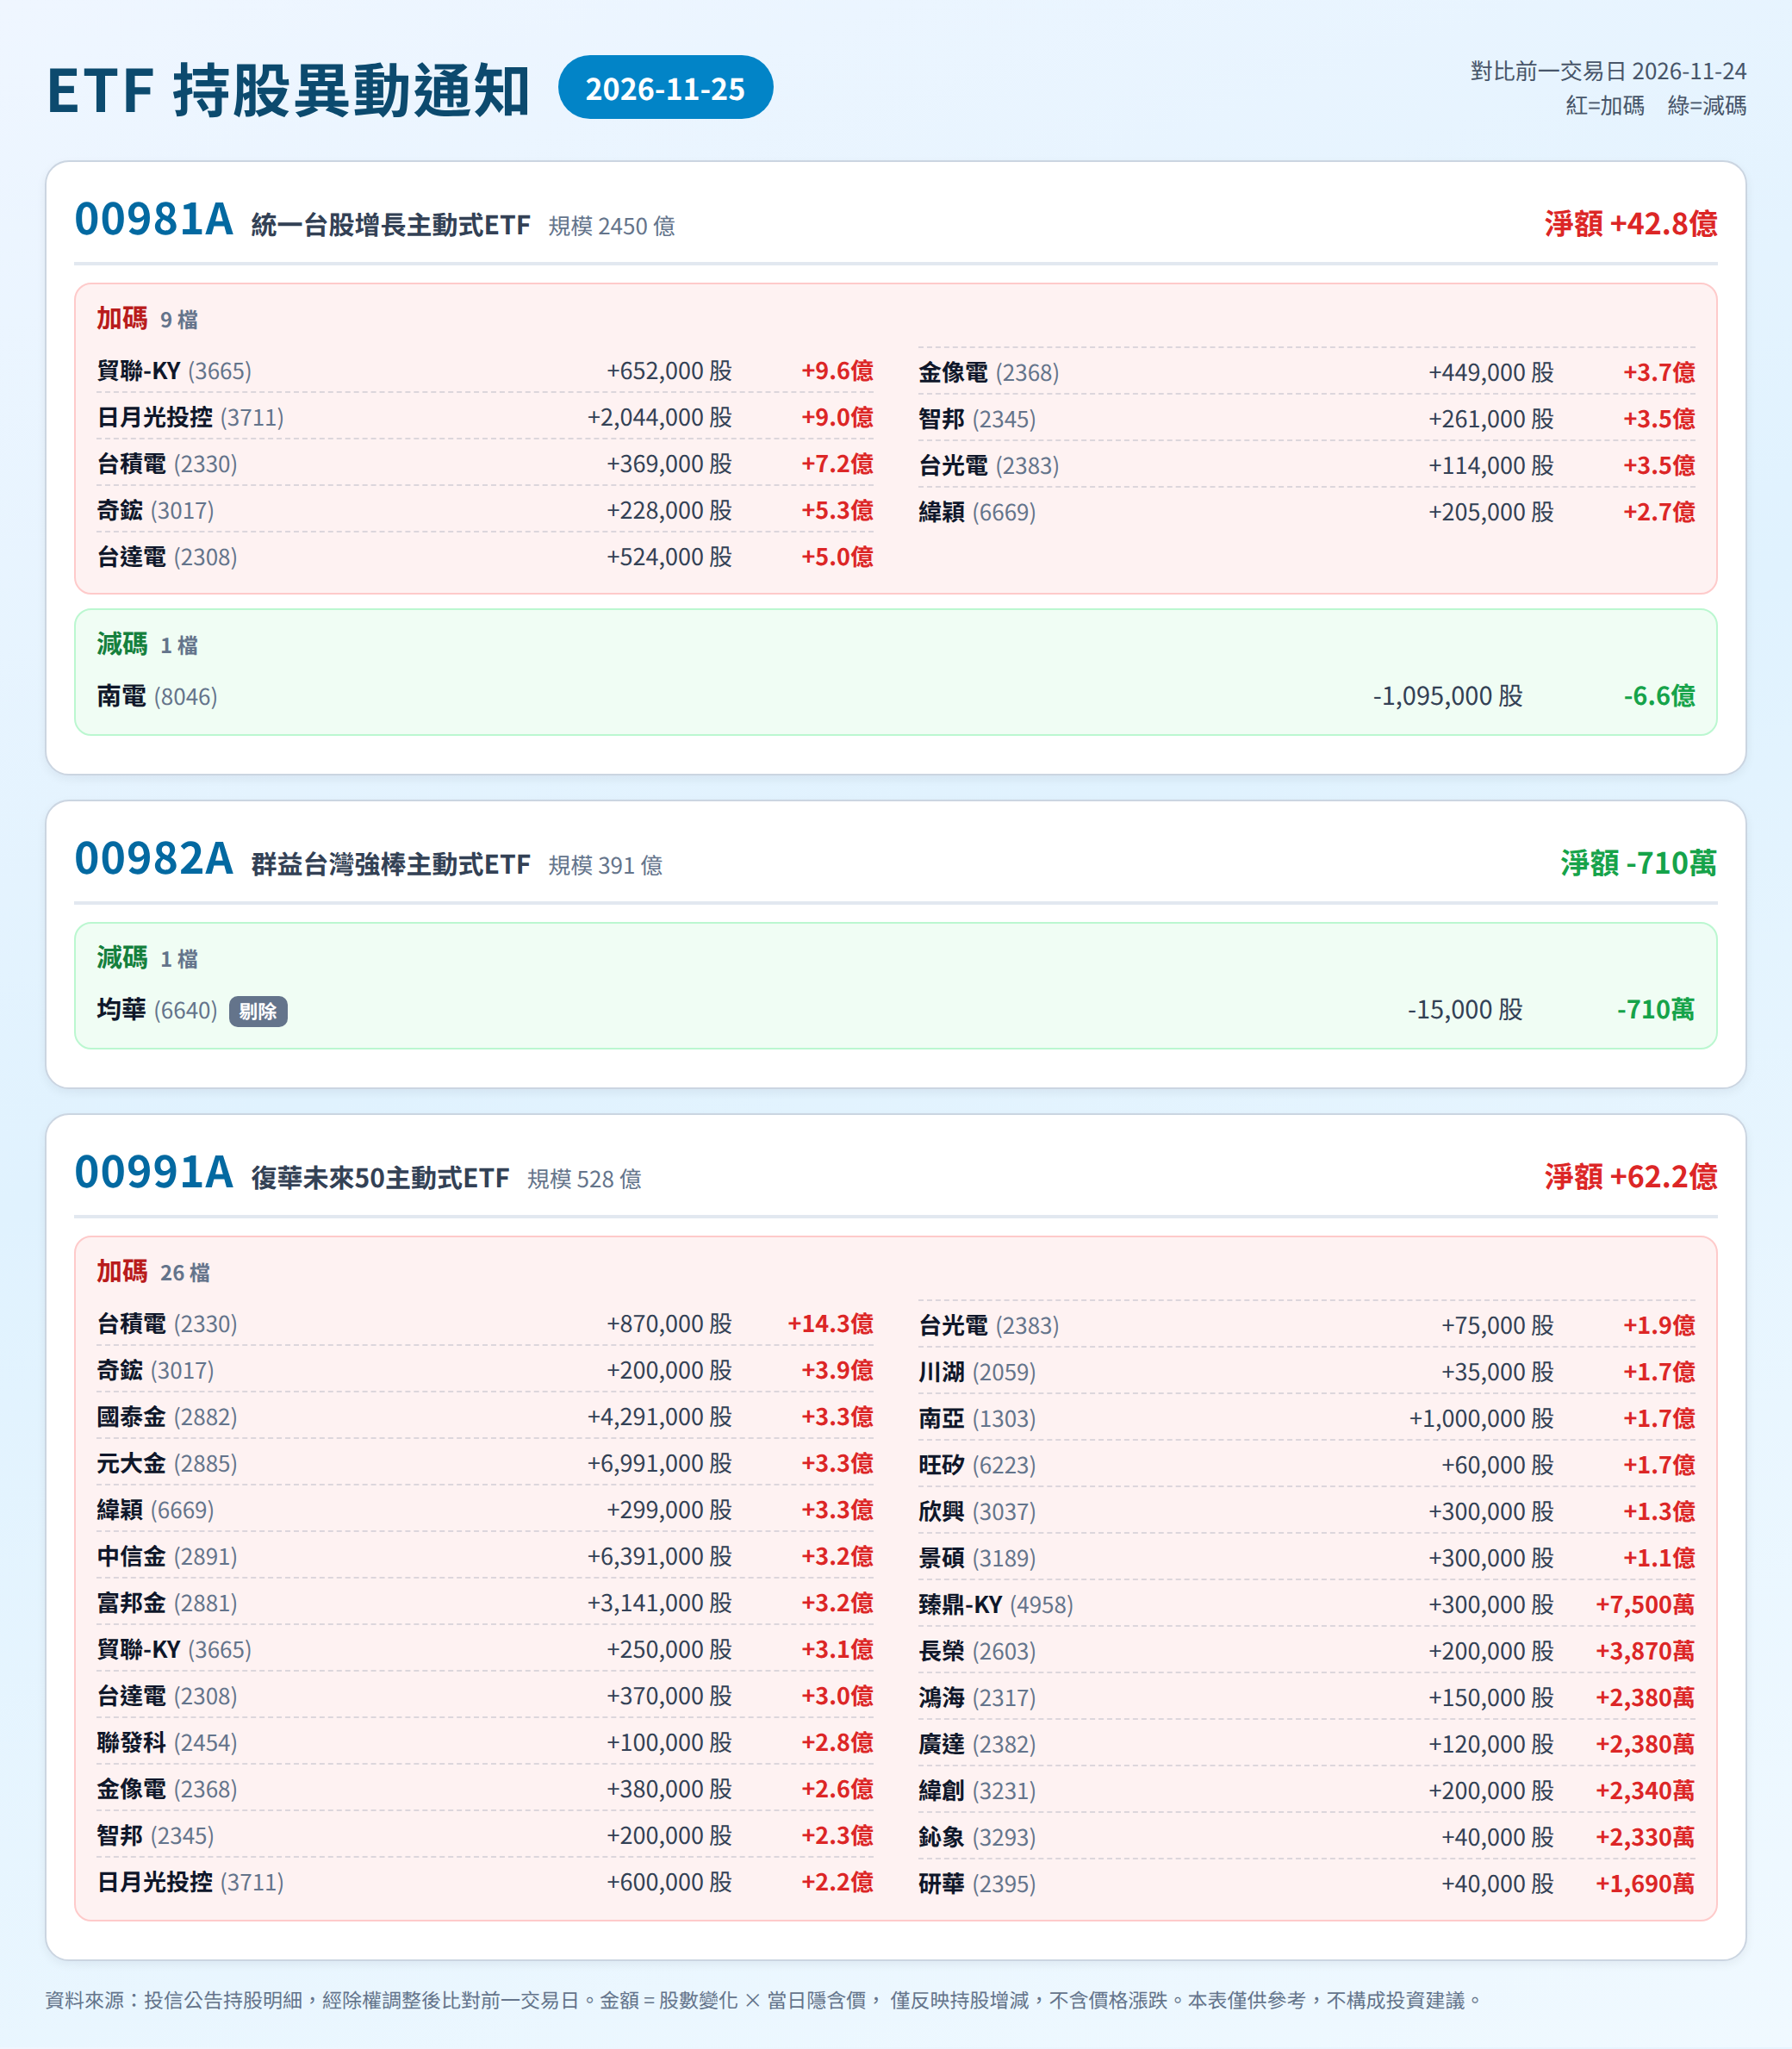 ETF 持股異動通知 2026-11-25
對比前一交易日 2026-11-24
紅=加碼 綠=減碼
00981A 統一台股增長主動式ETF 規模 2450 億 淨額 +42.8億
加碼 9 檔
貿聯-KY (3665) +652,000 股 +9.6億
日月光投控 (3711) +2,044,000 股 +9.0億
台積電 (2330) +369,000 股 +7.2億
奇鋐 (3017) +228,000 股 +5.3億
台達電 (2308) +524,000 股 +5.0億
金像電 (2368) +449,000 股 +3.7億
智邦 (2345) +261,000 股 +3.5億
台光電 (2383) +114,000 股 +3.5億
緯穎 (6669) +205,000 股 +2.7億
減碼 1 檔
南電 (8046) -1,095,000 股 -6.6億
00982A 群益台灣強棒主動式ETF 規模 391 億 淨額 -710萬
減碼 1 檔
均華 (6640) 剔除 -15,000 股 -710萬
00991A 復華未來50主動式ETF 規模 528 億 淨額 +62.2億
加碼 26 檔
台積電 (2330) +870,000 股 +14.3億
奇鋐 (3017) +200,000 股 +3.9億
國泰金 (2882) +4,291,000 股 +3.3億
元大金 (2885) +6,991,000 股 +3.3億
緯穎 (6669) +299,000 股 +3.3億
中信金 (2891) +6,391,000 股 +3.2億
富邦金 (2881) +3,141,000 股 +3.2億
貿聯-KY (3665) +250,000 股 +3.1億
台達電 (2308) +370,000 股 +3.0億
聯發科 (2454) +100,000 股 +2.8億
金像電 (2368) +380,000 股 +2.6億
智邦 (2345) +200,000 股 +2.3億
日月光投控 (3711) +600,000 股 +2.2億
台光電 (2383) +75,000 股 +1.9億
川湖 (2059) +35,000 股 +1.7億
南亞 (1303) +1,000,000 股 +1.7億
旺矽 (6223) +60,000 股 +1.7億
欣興 (3037) +300,000 股 +1.3億
景碩 (3189) +300,000 股 +1.1億
臻鼎-KY (4958) +300,000 股 +7,500萬
長榮 (2603) +200,000 股 +3,870萬
鴻海 (2317) +150,000 股 +2,380萬
廣達 (2382) +120,000 股 +2,380萬
緯創 (3231) +200,000 股 +2,340萬
鈊象 (3293) +40,000 股 +2,330萬
研華 (2395) +40,000 股 +1,690萬
資料來源：投信公告持股明細，經除權調整後比對前一交易日。金額 = 股數變化 × 當日隱含價， 僅反映持股增減，不含價格漲跌。本表僅供參考，不構成投資建議。